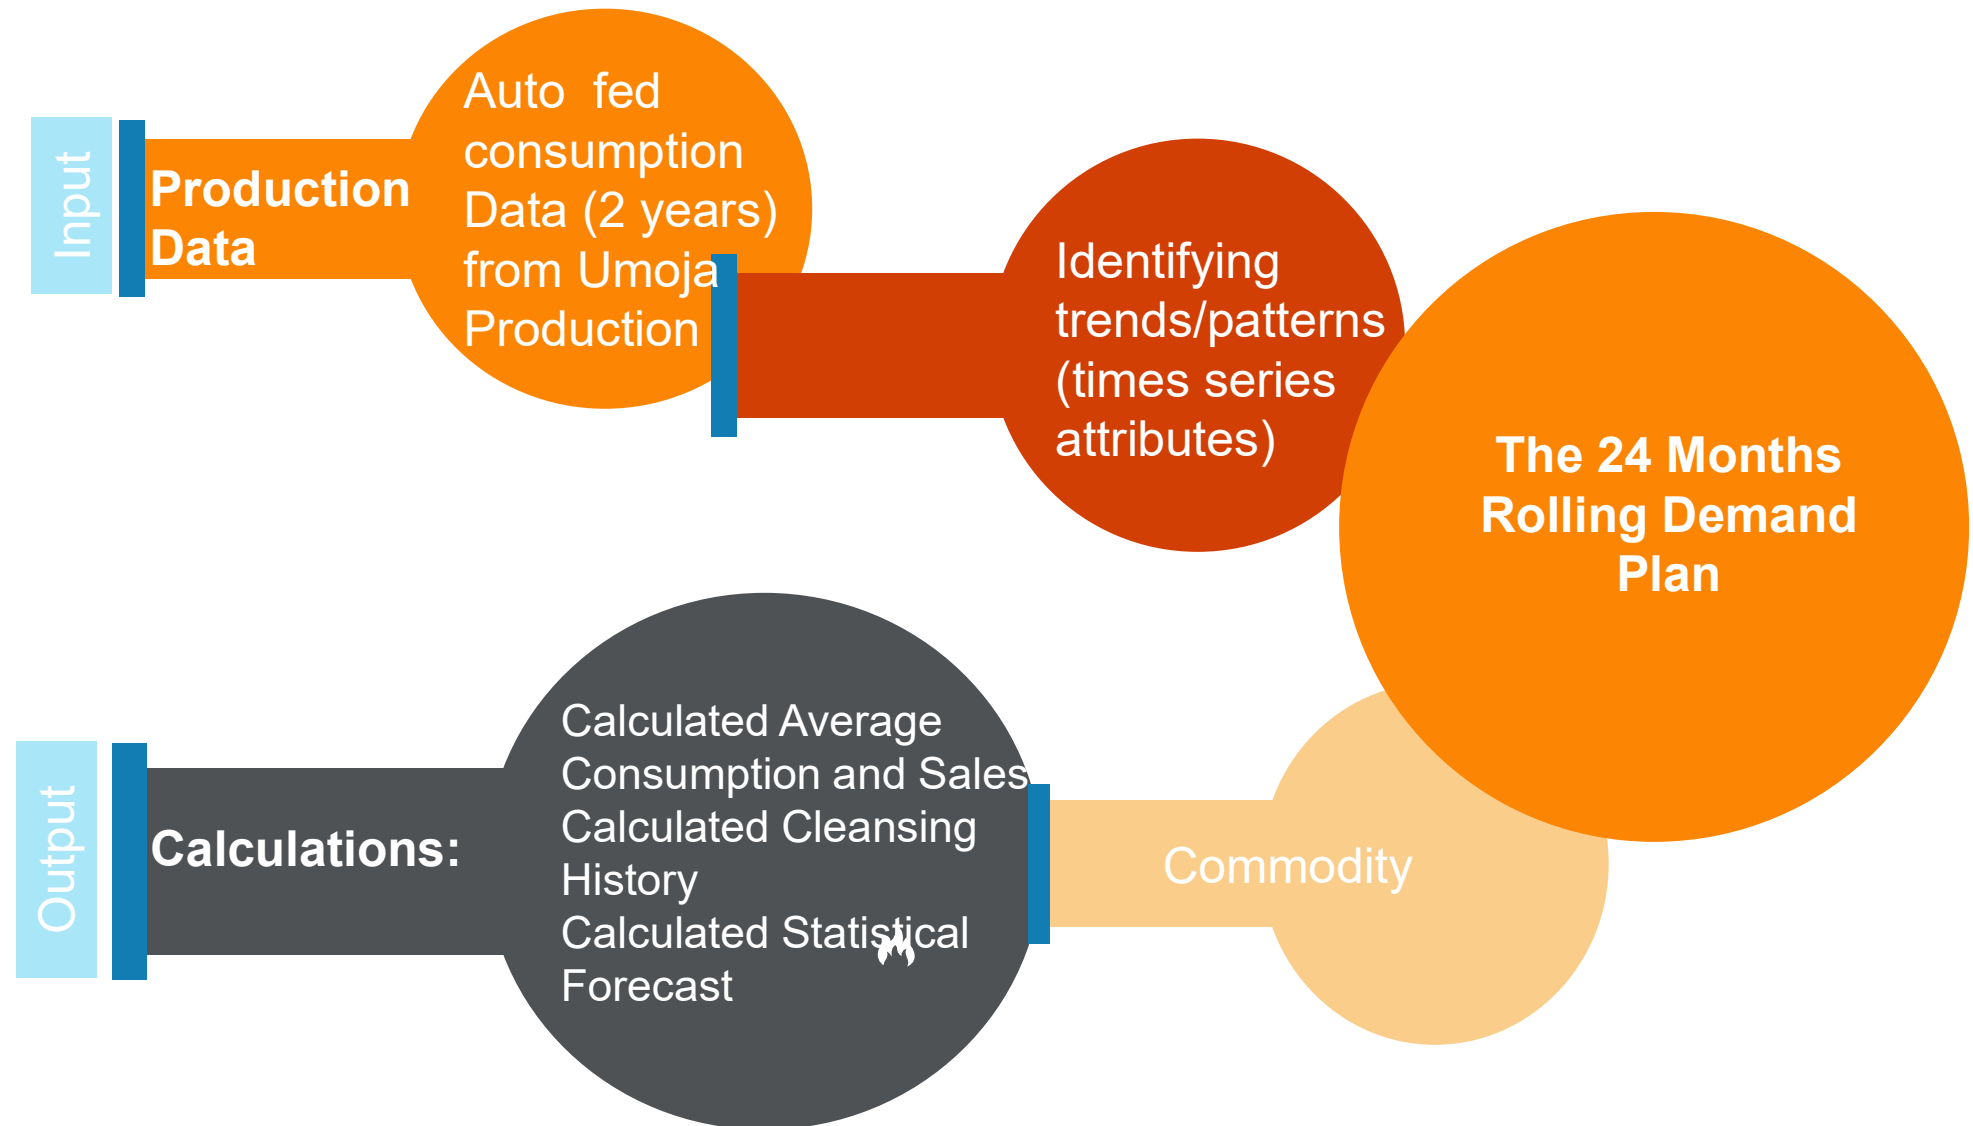 Input
Production
Data
Auto  fed
consumption
Data (2 years)
from Umoja
Production
Identifying
trends/patterns
(times series
attributes)
The 24 Months
Rolling Demand
Plan
Output
Calculations:
Calculated Average
Consumption and Sales
Calculated Cleansing
History
Calculated Statistical
Forecast
Commodity